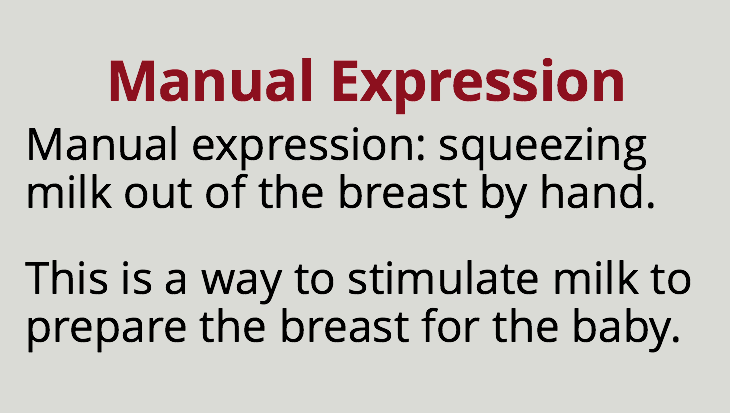 Manual Expression
Manual expression: squeezing
milk out of the breast by hand.
This is a way to stimulate milk to
prepare the breast for the baby.